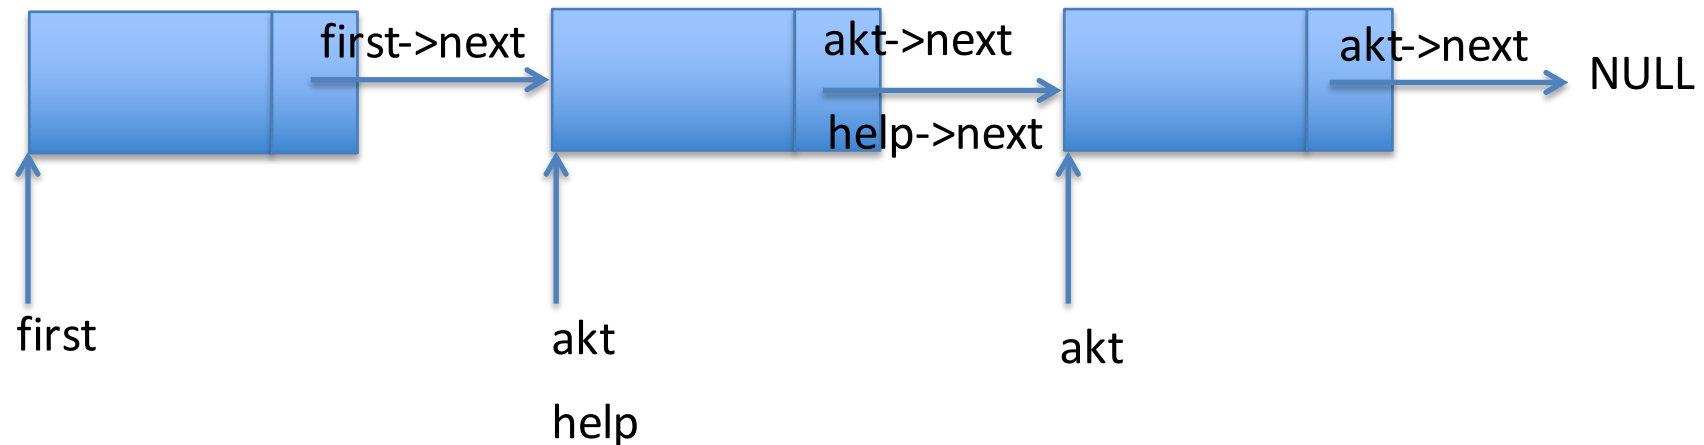 first->next
akt->next
akt->next
NULL
help->next
first
akt
akt
help